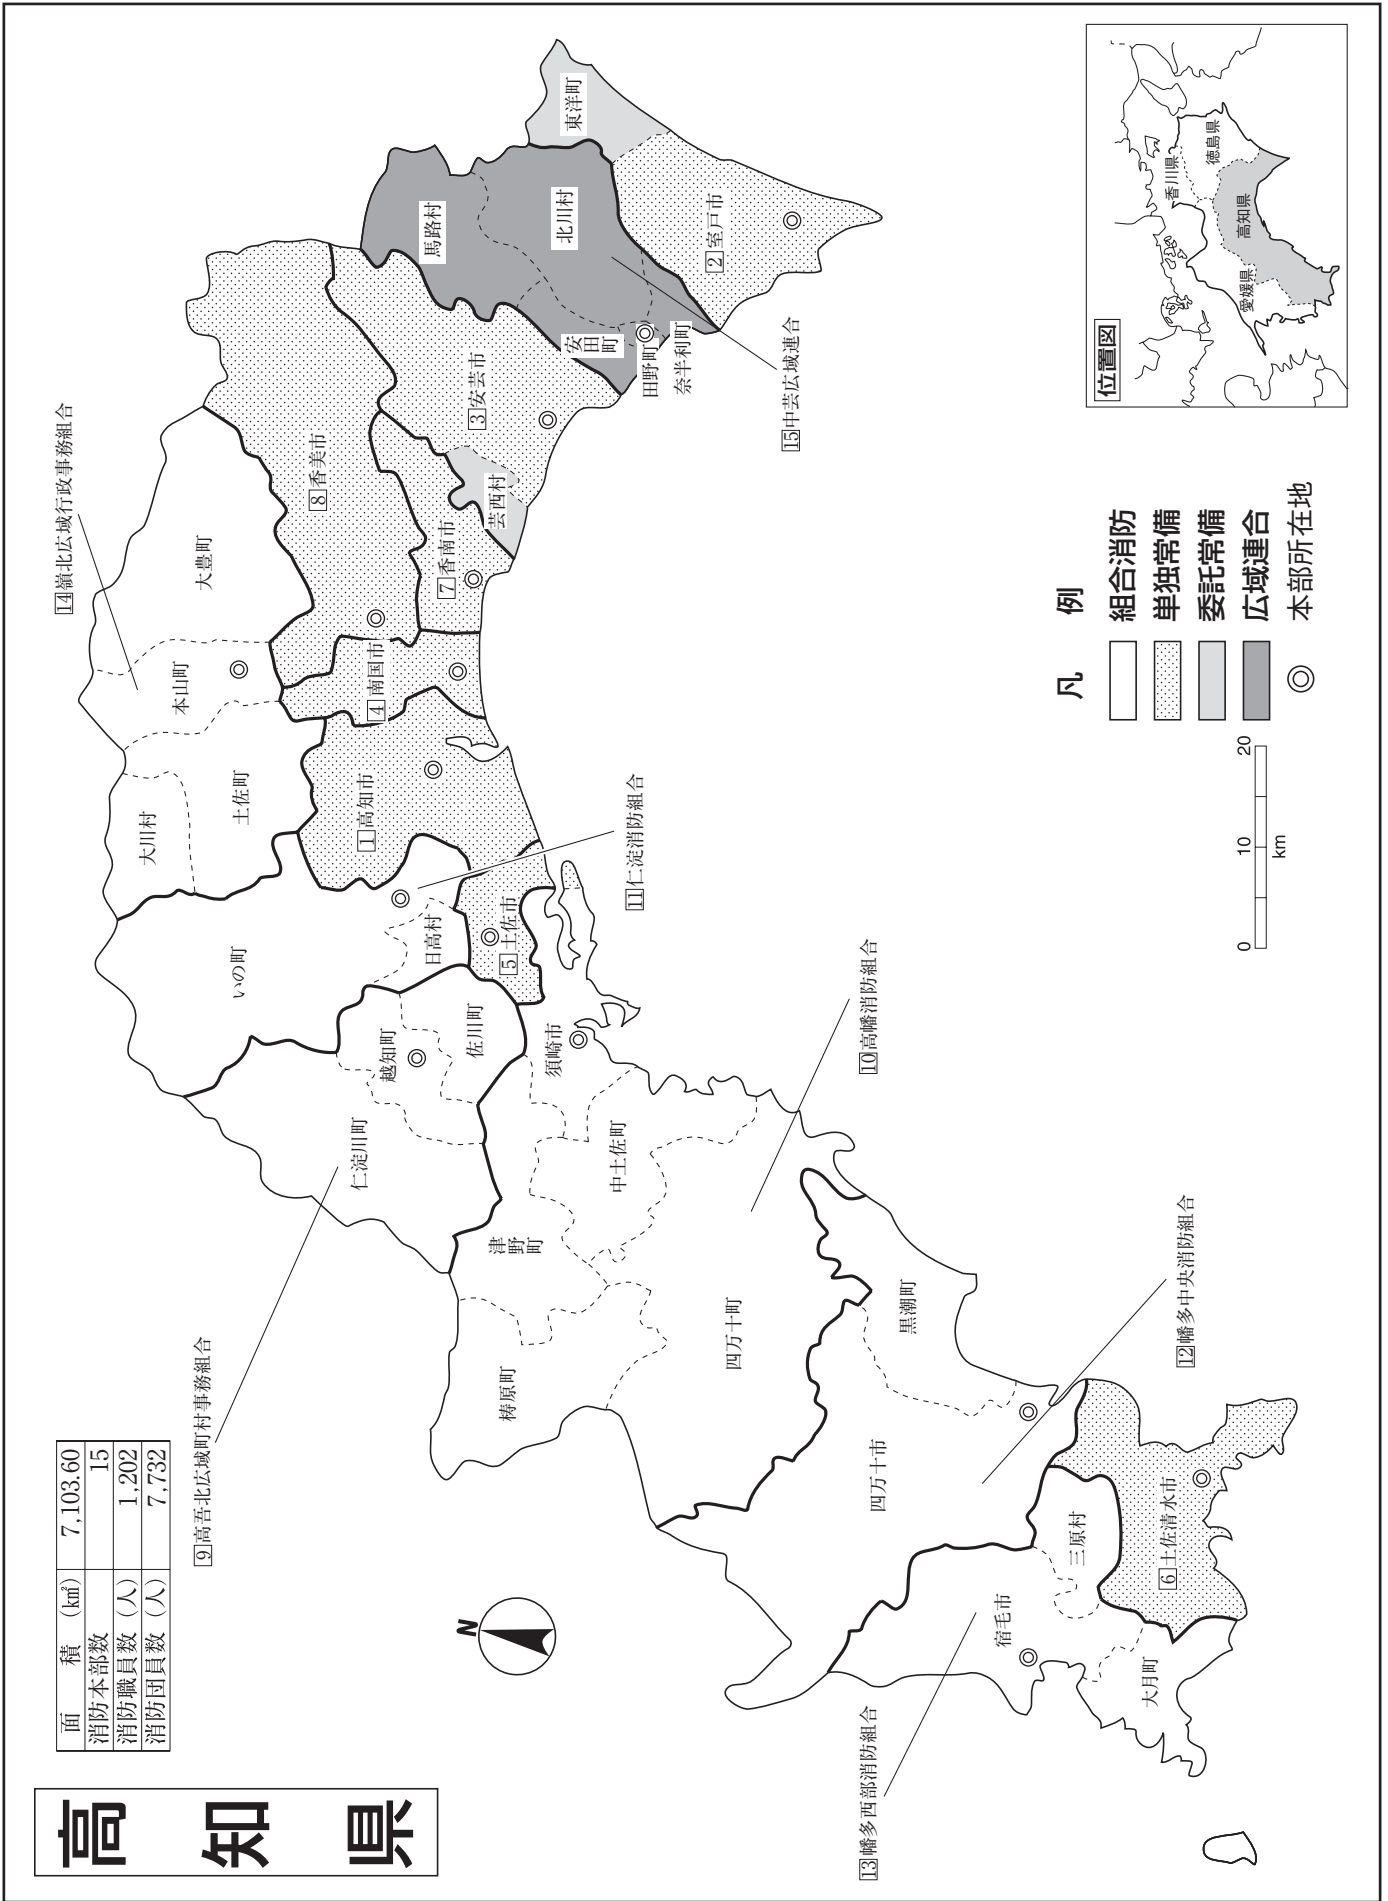 高知県
面　　積　（㎢） 7,103.60
消防本部数 15
消防職員数（人） 1,202
消防団員数（人） 7,732
N
14嶺北広域行政事務組合
大豊町
本山町
土佐町
大川村
8香美市
4南国市
7香南市
3安芸市
芸西村
馬路村
北川村
安田町
田野町
奈半利町
東洋町
2室戸市
15中芸広域連合
1高知市
いの町
日高村
5土佐市
11仁淀消防組合
仁淀川町
越知町
佐川町
9高吾北広域町村事務組合
須崎市
津野町
中土佐町
梼原町
四万十町
10高幡消防組合
黒潮町
四万十市
12幡多中央消防組合
宿毛市
三原村
大月町
6土佐清水市
13幡多西部消防組合
凡　例
組合消防
単独常備
委託常備
広域連合
本部所在地
0 10 20
km
位置図
香川県
徳島県
高知県
愛媛県